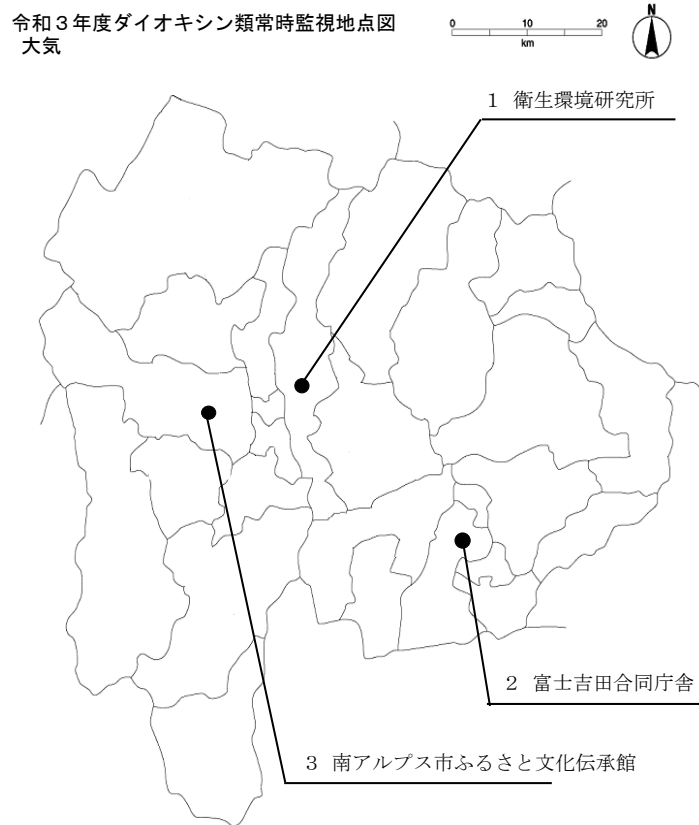 令和３年度ダイオキシン類常時監視地点図
大気
0 10 20
km
N
1 衛生環境研究所
2 富士吉田合同庁舎
3 南アルプス市ふるさと文化伝承館